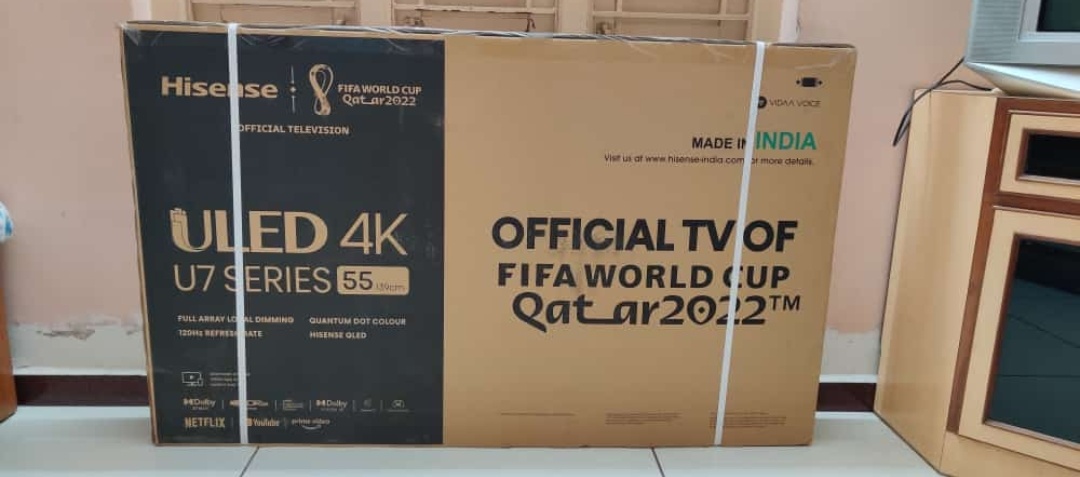 Hisense
FIFA WORLD CUP
Qatar2022
OFFICIAL TELEVISION
ULED 4K
U7 SERIES 55 139cm
FULL ARRAY LOCAL DIMMING
QUANTUM DOT COLOUR
120Hz REFRESH RATE
HISENSE QLED
Dolby
Dolby
NETFLIX YouTube prime video
VIDAA VOICE
MADE IN INDIA
Visit us at www.hisense-india.com for more details.
OFFICIAL TV OF
FIFA WORLD CUP
Qatar2022™